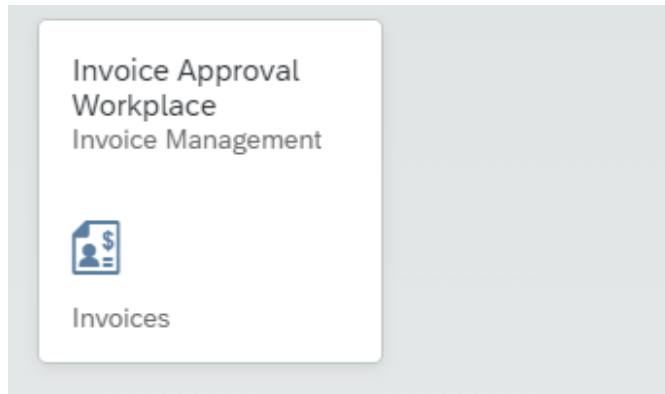 Invoice Approval
Workplace
Invoice Management
$
Invoices